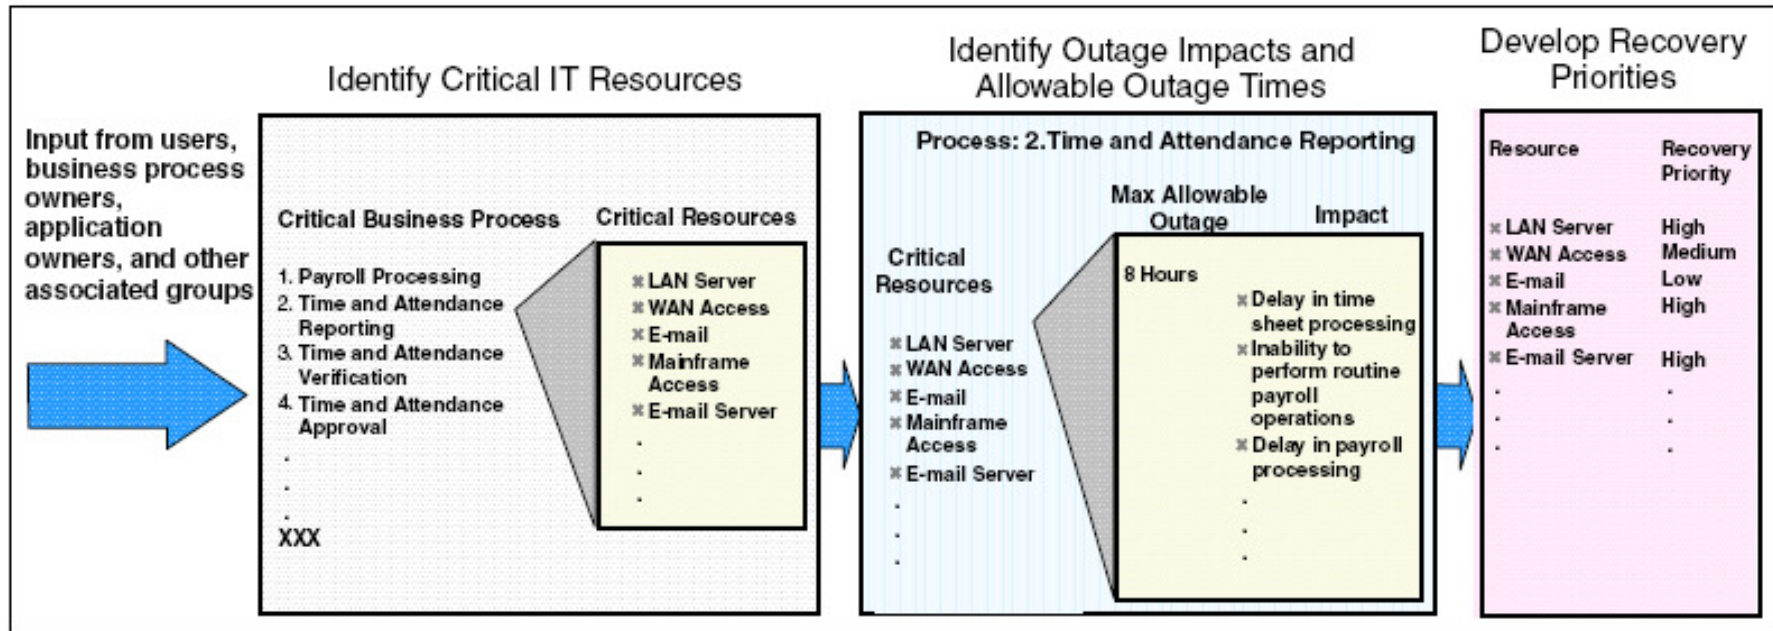 Identify Critical IT Resources
Identify Outage Impacts and
Allowable Outage Times
Develop Recovery
Priorities
Input from users,
business process
owners,
application
owners, and other
associated groups
Critical Business Process
1. Payroll Processing
2. Time and Attendance
Reporting
3. Time and Attendance
Verification
4. Time and Attendance
Approval
.
.
.
XXX
Critical Resources
LAN Server
WAN Access
E-mail
Mainframe
Access
E-mail Server
.
.
.
Process: 2.Time and Attendance Reporting
Critical
Resources
LAN Server
WAN Access
E-mail
Mainframe
Access
E-mail Server
.
.
.
Max Allowable
Outage
Impact
8 Hours
Delay in time
sheet processing
Inability to
perform routine
payroll
operations
Delay in payroll
processing
.
.
.
Resource Recovery
Priority
LAN Server High
WAN Access Medium
E-mail Low
Mainframe High
Access
E-mail Server High
. .
. .
. .